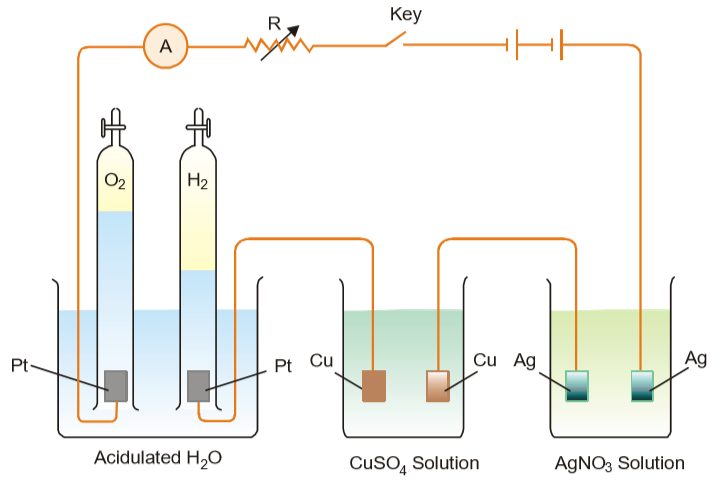 R
Key
A
O₂
H₂
Pt
Pt
Cu
Cu
Ag
Ag
Acidulated H₂O
CuSO₄ Solution
AgNO₃ Solution